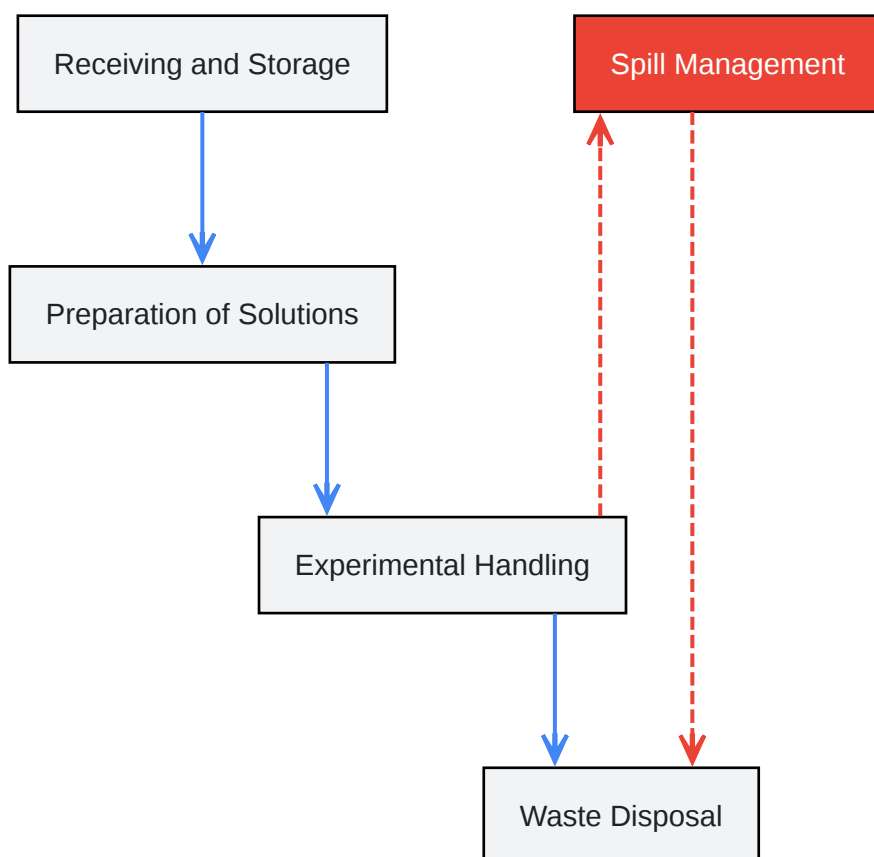 Receiving and Storage
Spill Management
Preparation of Solutions
Experimental Handling
Waste Disposal